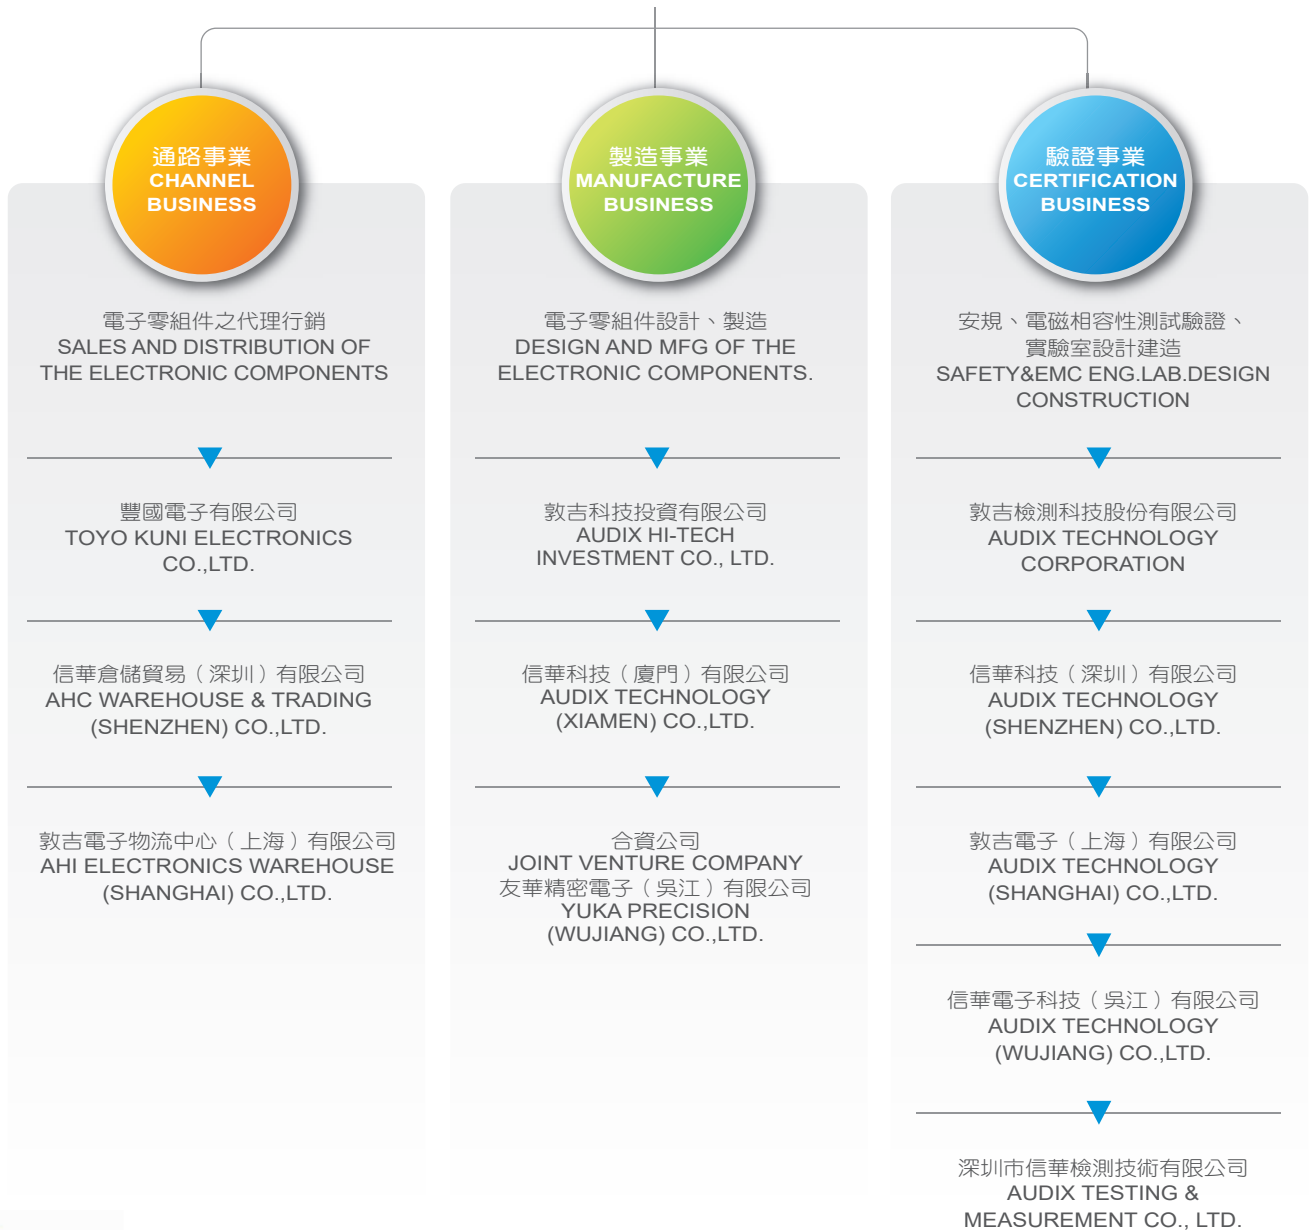 通路事業
CHANNEL
BUSINESS
電子零組件之代理行銷
SALES AND DISTRIBUTION OF
THE ELECTRONIC COMPONENTS
豐國電子有限公司
TOYO KUNI ELECTRONICS
CO.,LTD.
信華倉儲貿易（深圳）有限公司
AHC WAREHOUSE & TRADING
(SHENZHEN) CO.,LTD.
敦吉電子物流中心（上海）有限公司
AHI ELECTRONICS WAREHOUSE
(SHANGHAI) CO.,LTD.
製造事業
MANUFACTURE
BUSINESS
電子零組件設計、製造
DESIGN AND MFG OF THE
ELECTRONIC COMPONENTS.
敦吉科技投資有限公司
AUDIX HI-TECH
INVESTMENT CO., LTD.
信華科技（廈門）有限公司
AUDIX TECHNOLOGY
(XIAMEN) CO.,LTD.
合資公司
JOINT VENTURE COMPANY
友華精密電子（吳江）有限公司
YUKA PRECISION
(WUJIANG) CO.,LTD.
驗證事業
CERTIFICATION
BUSINESS
安規、電磁相容性測試驗證、
實驗室設計建造
SAFETY&EMC ENG.LAB.DESIGN
CONSTRUCTION
敦吉檢測科技股份有限公司
AUDIX TECHNOLOGY
CORPORATION
信華科技（深圳）有限公司
AUDIX TECHNOLOGY
(SHENZHEN) CO.,LTD.
敦吉電子（上海）有限公司
AUDIX TECHNOLOGY
(SHANGHAI) CO.,LTD.
信華電子科技（吳江）有限公司
AUDIX TECHNOLOGY
(WUJIANG) CO.,LTD.
深圳市信華檢測技術有限公司
AUDIX TESTING &
MEASUREMENT CO., LTD.